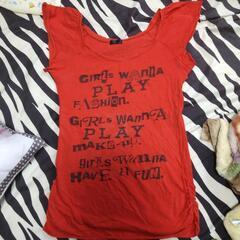 GIRLS WANNA
PLAY
FASHION.
GIRLS WANNA
PLAY
MAKE-UP.
GIRLS WANNA
HAVE A FUN.